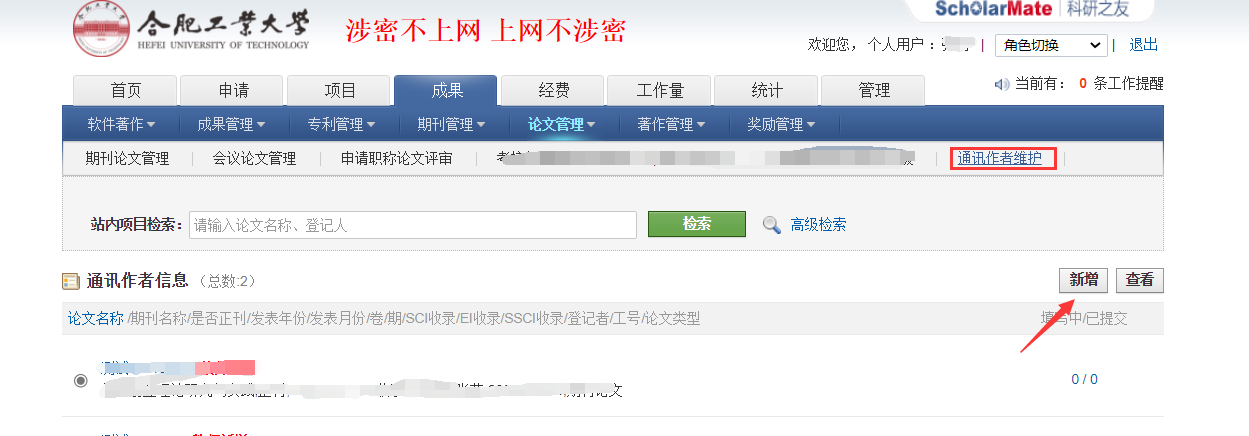 合肥工業大學
HEFEI UNIVERSITY OF TECHNOLOGY
涉密不上网 上网不涉密
ScholarMate 科研之友
欢迎您， 个人用户： | 角色切换 | 退出
首页 申请 项目 成果 经费 工作量 统计 管理
当前有： 0 条工作提醒
软件著作 成果管理 专利管理 期刊管理 论文管理 著作管理 奖励管理
期刊论文管理 会议论文管理 申请职称论文评审 通讯作者维护
站内项目检索： 请输入论文名称、登记人 检索 高级检索
通讯作者信息 （总数:2） 新增 查看
论文名称 /期刊名称/是否正刊/发表年份/发表月份/卷/期/SCI收录/EI收录/SSCI收录/登记者/工号/论文类型 填写中/已提交
0 / 0